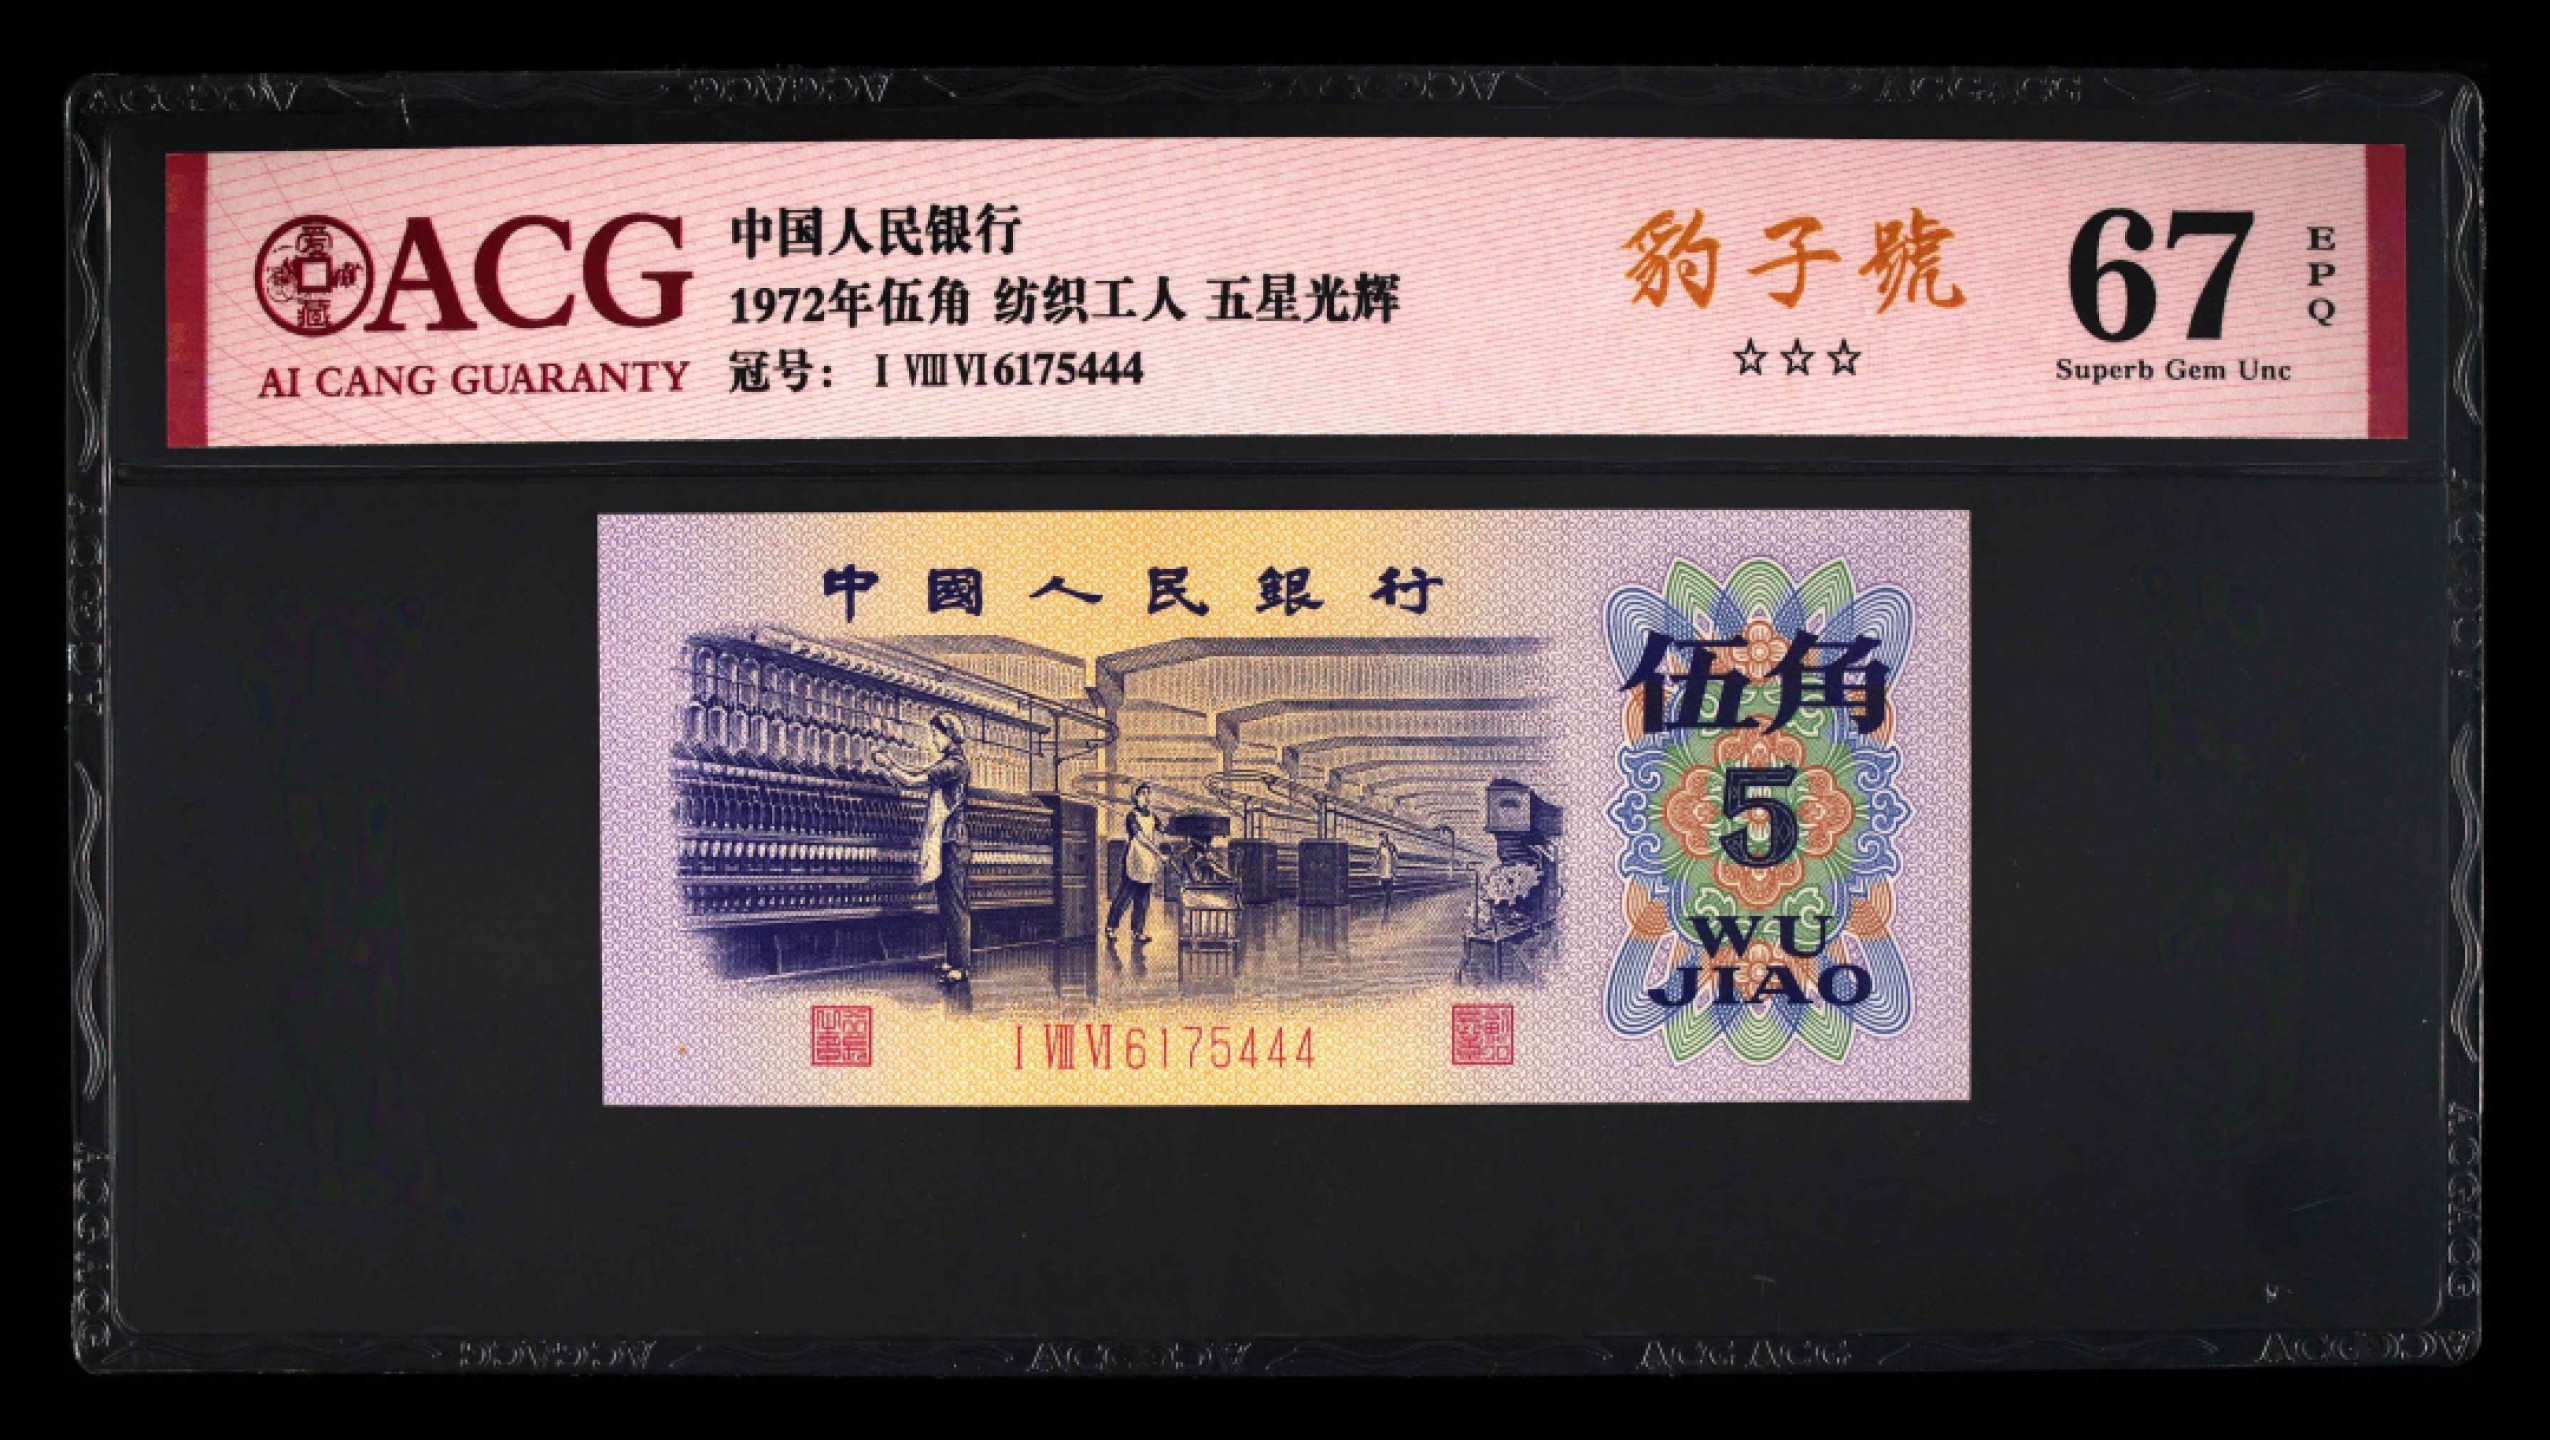 ACG
AI CANG GUARANTY
中国人民银行
1972年伍角 纺织工人 五星光辉
冠号： Ⅰ Ⅷ Ⅵ 6175444
豹子號
☆☆☆
67
EPQ
Superb Gem Unc
中國人民銀行
伍角
5
WU
JIAO
Ⅰ Ⅷ Ⅵ 6175444